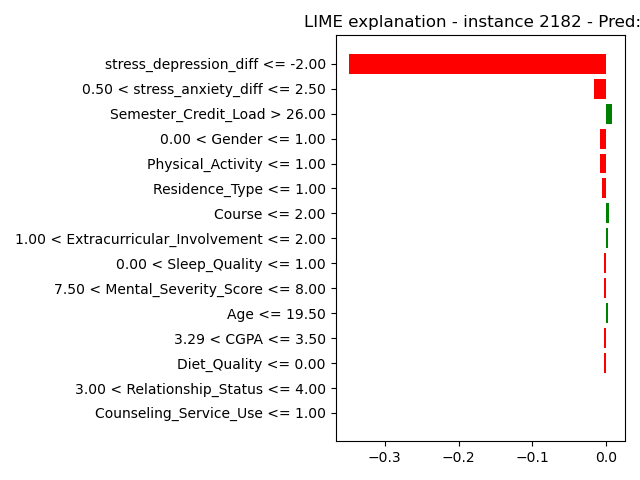 LIME explanation - instance 2182 - Pred:
stress_depression_diff <= -2.00
0.50 < stress_anxiety_diff <= 2.50
Semester_Credit_Load > 26.00
0.00 < Gender <= 1.00
Physical_Activity <= 1.00
Residence_Type <= 1.00
Course <= 2.00
1.00 < Extracurricular_Involvement <= 2.00
0.00 < Sleep_Quality <= 1.00
7.50 < Mental_Severity_Score <= 8.00
Age <= 19.50
3.29 < CGPA <= 3.50
Diet_Quality <= 0.00
3.00 < Relationship_Status <= 4.00
Counseling_Service_Use <= 1.00
−0.3 −0.2 −0.1 0.0